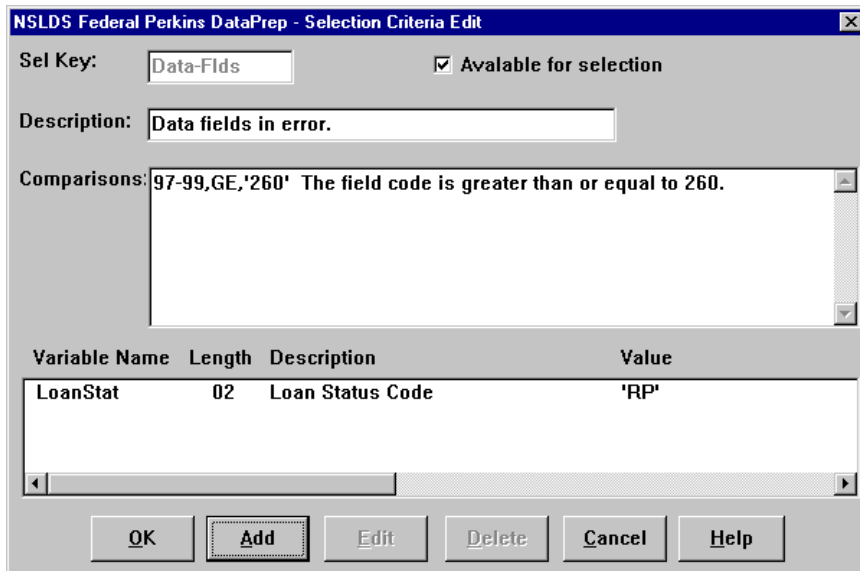 NSLDS Federal Perkins DataPrep - Selection Criteria Edit
Sel Key: Data-Flds Avalable for selection
Description: Data fields in error.
Comparisons: 97-99,GE,'260' The field code is greater than or equal to 260.
Variable Name Length Description Value
LoanStat 02 Loan Status Code 'RP'
OK Add Edit Delete Cancel Help